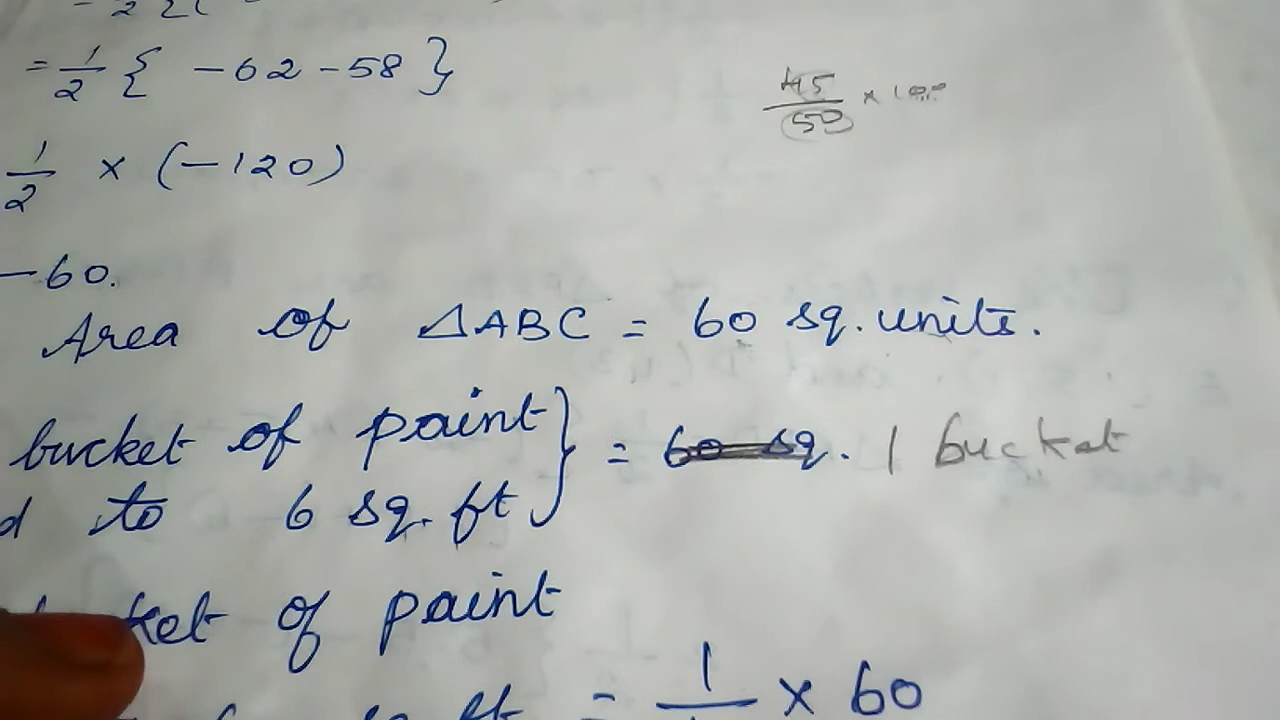 = 1/2 { -62 - 58 }
45/50 × 100
1/2 × (-120)
-60.
Area of △ABC = 60 sq. units.
bucket of paint } = 60 sq. 1 bucket
to 6 sq. ft
of paint
= 1 × 60